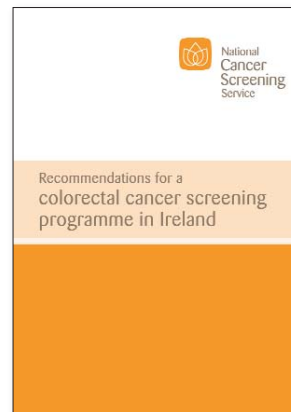 National
Cancer
Screening
Service
Recommendations for a
colorectal cancer screening
programme in Ireland